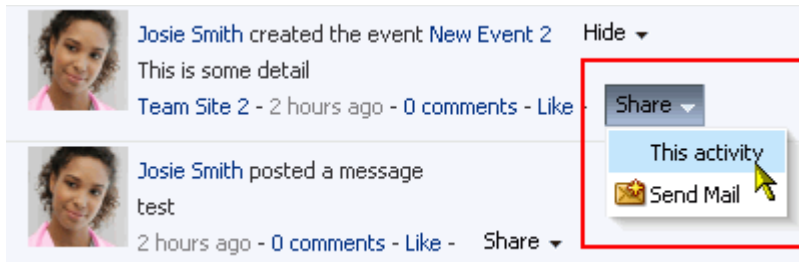 Josie Smith created the event New Event 2 Hide
This is some detail
Team Site 2 - 2 hours ago - 0 comments - Like - Share
This activity
Send Mail
Josie Smith posted a message
test
2 hours ago - 0 comments - Like - Share